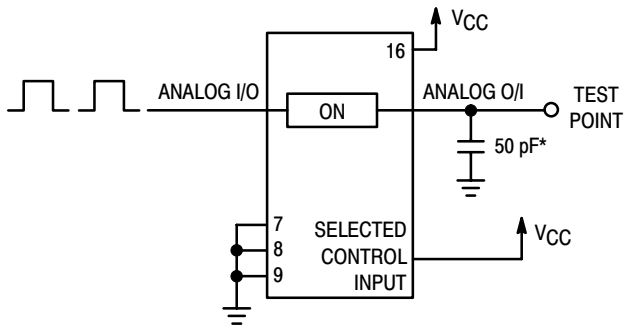 VCC
16
ANALOG I/O
ON
ANALOG O/I
TEST
POINT
50 pF*
7
8
9
SELECTED
CONTROL
INPUT
VCC